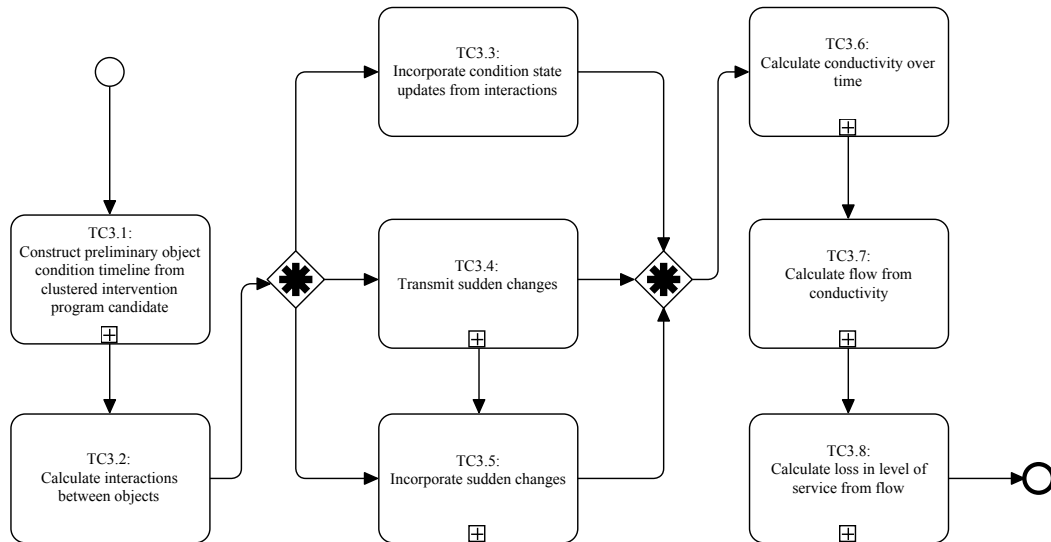 TC3.1:
Construct preliminary object
condition timeline from
clustered intervention
program candidate
TC3.2:
Calculate interactions
between objects
TC3.3:
Incorporate condition state
updates from interactions
TC3.4:
Transmit sudden changes
TC3.5:
Incorporate sudden changes
TC3.6:
Calculate conductivity over
time
TC3.7:
Calculate flow from
conductivity
TC3.8:
Calculate loss in level of
service from flow